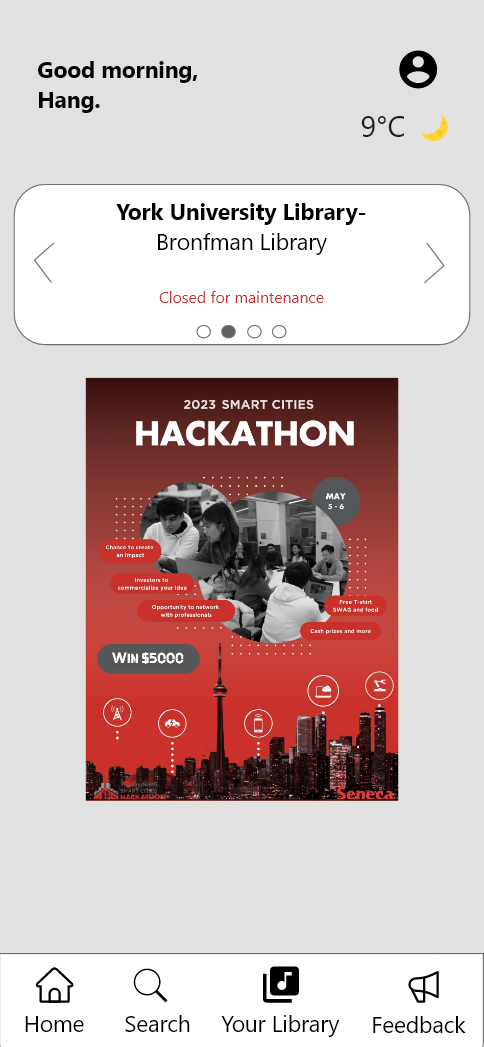 Good morning,
Hang.
9°C
York University Library-
Bronfman Library
Closed for maintenance
2023 SMART CITIES
HACKATHON
MAY
5 - 6
Chance to create
an impact
Investors to
commercialize your idea
Opportunity to network
with professionals
Free T-shirt
SWAG and food
Cash prizes and more
WIN $5000
SMART CITIES
HACKATHON
Seneca
Home
Search
Your Library
Feedback